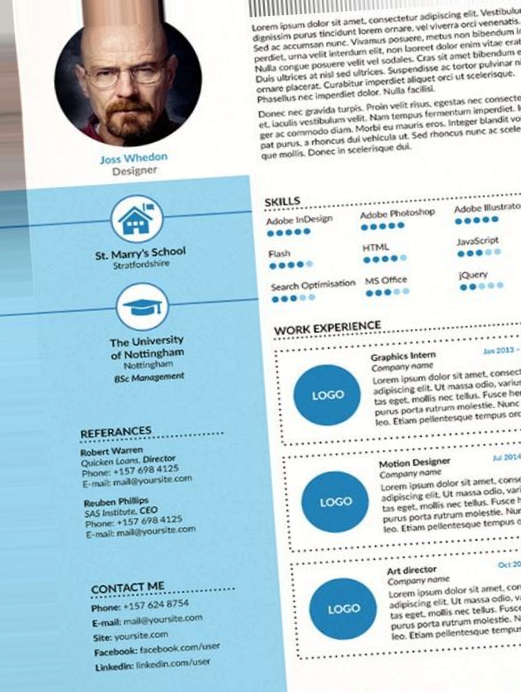 Lorem ipsum dolor sit amet, consectetur adipiscing elit. Vestibulu
dignissim purus tincidunt lorem ornare, vel viverra orci venenatis.
Sed ac accumsan nunc. Vivamus posuere, metus non bibendum i
perdiet, urna velit interdum elit, non laoreet dolor enim vitae erat
Nulla congue posuere velit vel sodales. Cras sit amet bibendum e
Duis ultrices at nisl sed ultrices. Suspendisse ac tortor pulvinar ni
ornare placerat. Curabitur imperdiet aliquet orci ut scelerisque.
Phasellus nec imperdiet dolor. Nulla facilisi.
Donec nec gravida turpis. Proin velit risus, egestas nec consecte
et, iaculis vestibulum velit. Nam tempus fermentum imperdiet. I
ger ac commodo diam. Morbi eu mauris eros. Integer blandit vo
pat purus, a rhoncus dui vehicula ut. Sed rhoncus nunc ac scele
que mollis. Donec in scelerisque dui.
Joss Whedon
Designer
St. Marry's School
Stratfordshire
The University
of Nottingham
Nottingham
BSc Management
REFERANCES
Robert Warren
Quicken Loans, Director
Phone: +157 698 4125
E-mail: mail@yoursite.com
Reuben Phillips
SAS Institute, CEO
Phone: +157 698 4125
E-mail: mail@yoursite.com
CONTACT ME
Phone: +157 624 8754
E-mail: mail@yoursite.com
Site: yoursite.com
Facebook: facebook.com/user
Linkedin: linkedin.com/user
SKILLS
Adobe InDesign
Adobe Photoshop
Adobe Illustrato
Flash
HTML
JavaScript
Search Optimisation
MS Office
jQuery
WORK EXPERIENCE
LOGO
Graphics Intern
Jan 2013 -
Company name
Lorem ipsum dolor sit amet, consect
tas eget, mollis nec tellus. Fusce
purus porta rutrum molestie. Nunc
leo. Etiam pellentesque tempus orc
LOGO
Motion Designer
Jul 2014
Company name
Lorem ipsum dolor sit amet, consec
adipiscing elit. Ut massa odio, vari
tas eget, mollis nec tellus. Fusce h
purus porta rutrum molestie. Nun
leo. Etiam pellentesque tempus o
LOGO
Art director
Oct 20
Company name
Lorem ipsum dolor sit amet, conse
adipiscing elit. Ut massa odio, var
tas eget, mollis nec tellus. Fusce
purus porta rutrum molestie. Nu
leo. Etiam pellentesque tempus